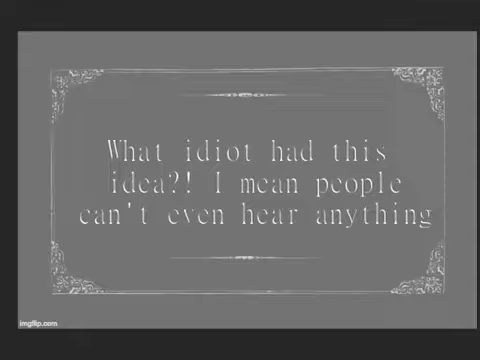 What idiot had this
idea?! I mean people
can't even hear anything
imgflip.com